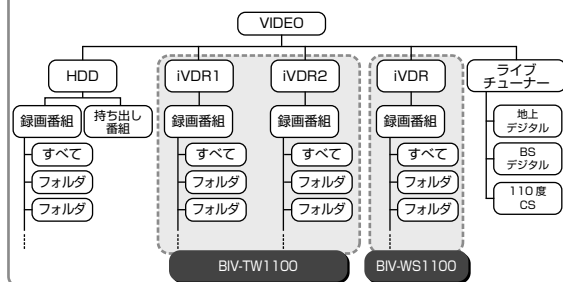 VIDEO
HDD
iVDR1
iVDR2
iVDR
ライブ
チューナー
録画番組
持ち出し
番組
録画番組
録画番組
録画番組
地上
デジタル
すべて
すべて
すべて
すべて
BS
デジタル
フォルダ
フォルダ
フォルダ
フォルダ
110度
CS
フォルダ
フォルダ
フォルダ
フォルダ
BIV-TW1100
BIV-WS1100